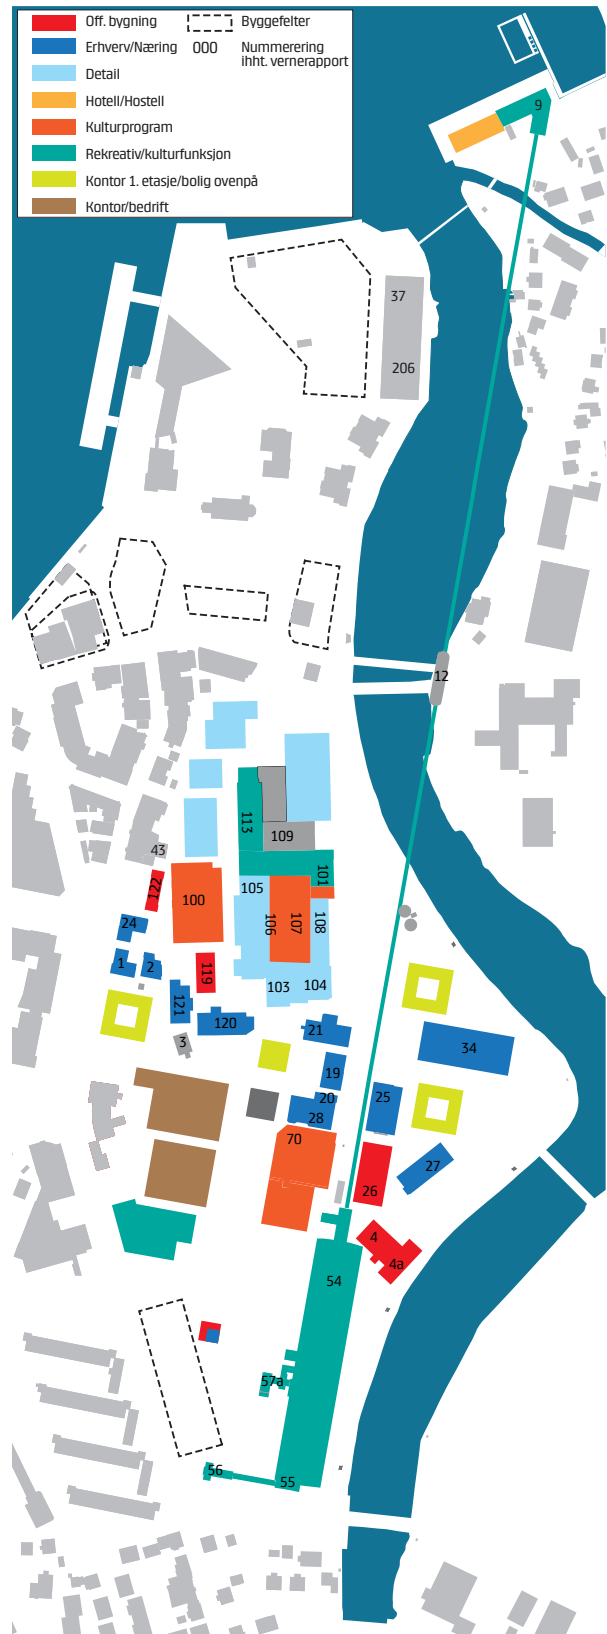 Off. bygning
Byggefelter
Erhverv/Næring
000
Nummerering
ihht. vernerapport
Detail
Hotell/Hostell
Kulturprogram
Rekreativ/kulturfunksjon
Kontor 1. etasje/bolig ovenpå
Kontor/bedrift
9
37
206
12
113
109
43
122
100
105
101
106
107
108
24
1
2
119
103
104
121
120
3
21
34
19
20
25
28
70
27
26
4
4a
54
57a
56
55